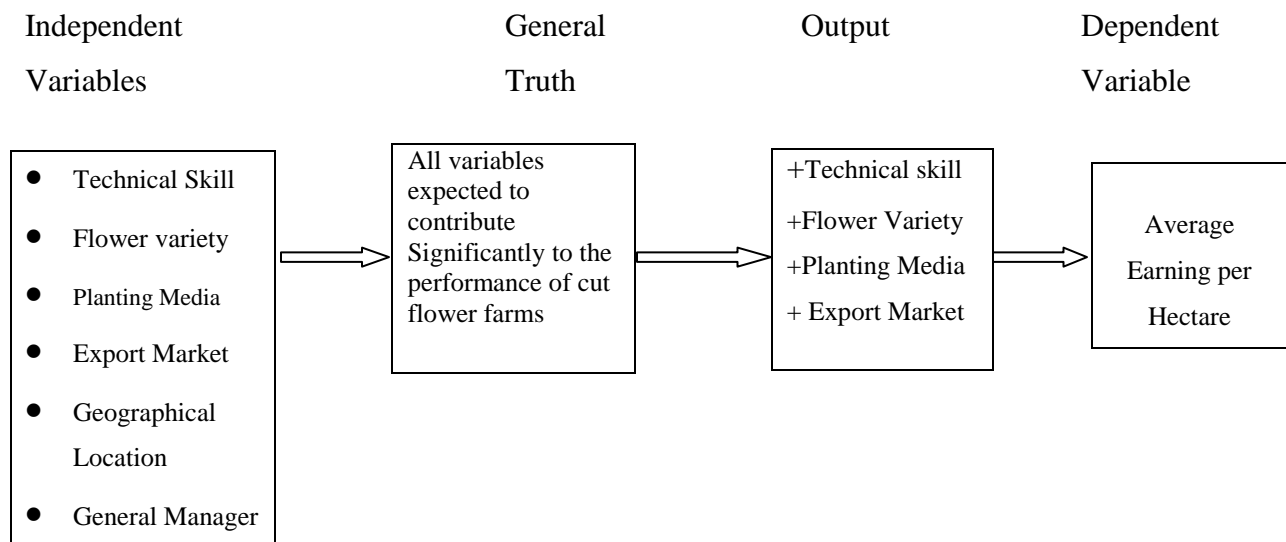 Independent
Variables
General
Truth
Output
Dependent
Variable
● Technical Skill
● Flower variety
● Planting Media
● Export Market
● Geographical
Location
● General Manager
All variables
expected to
contribute
Significantly to the
performance of cut
flower farms
+Technical skill
+Flower Variety
+Planting Media
+ Export Market
Average
Earning per
Hectare